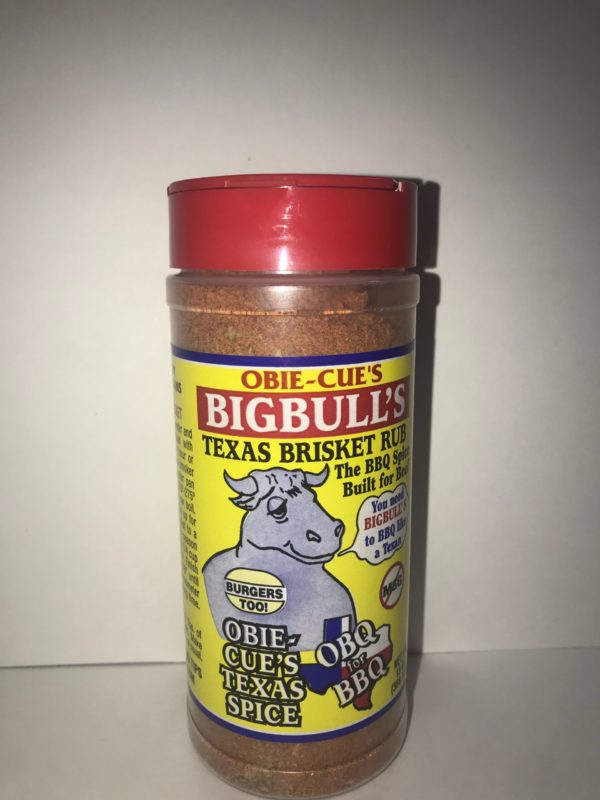 OBIE-CUE'S
BIGBULL'S
TEXAS BRISKET RUB
The BBQ Spice
Built for Beef
You need
BIGBULL'S
to BBQ like
a Texan
MSG
BURGERS
TOO!
OBIE-
CUE'S
TEXAS
SPICE
OBQ
for
BBQ